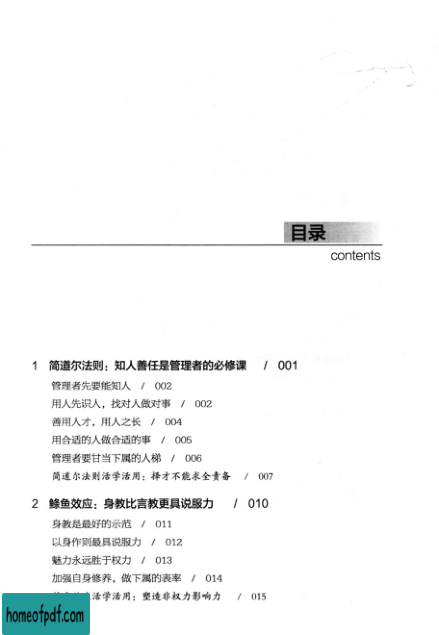 目录
contents
1 简道尔法则：知人善任是管理者的必修课 / 001
管理者先要能知人 / 002
用人先识人，找对人做对事 / 002
善用人才，用人之长 / 004
用合适的人做合适的事 / 005
管理者要甘当下属的人梯 / 006
简道尔法则活学活用：择才不能求全责备 / 007
2 鲦鱼效应：身教比言教更具说服力 / 010
身教是最好的示范 / 011
以身作则最具说服力 / 012
魅力永远胜于权力 / 013
加强自身修养，做下属的表率 / 014
活学活用：塑造非权力影响力 / 015
homeofpdf.com